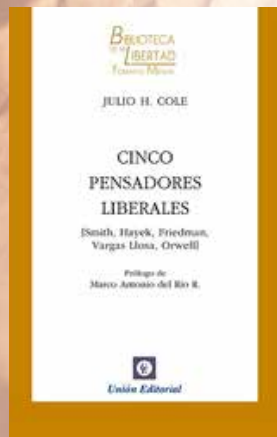 BIBLIOTECA
DE LA
LIBERTAD
FORMATO MENOR
JULIO H. COLE
CINCO
PENSADORES
LIBERALES
[Smith, Hayek, Friedman,
Vargas Llosa, Orwell]
Prólogo de
Marco Antonio del Río R.
Unión Editorial